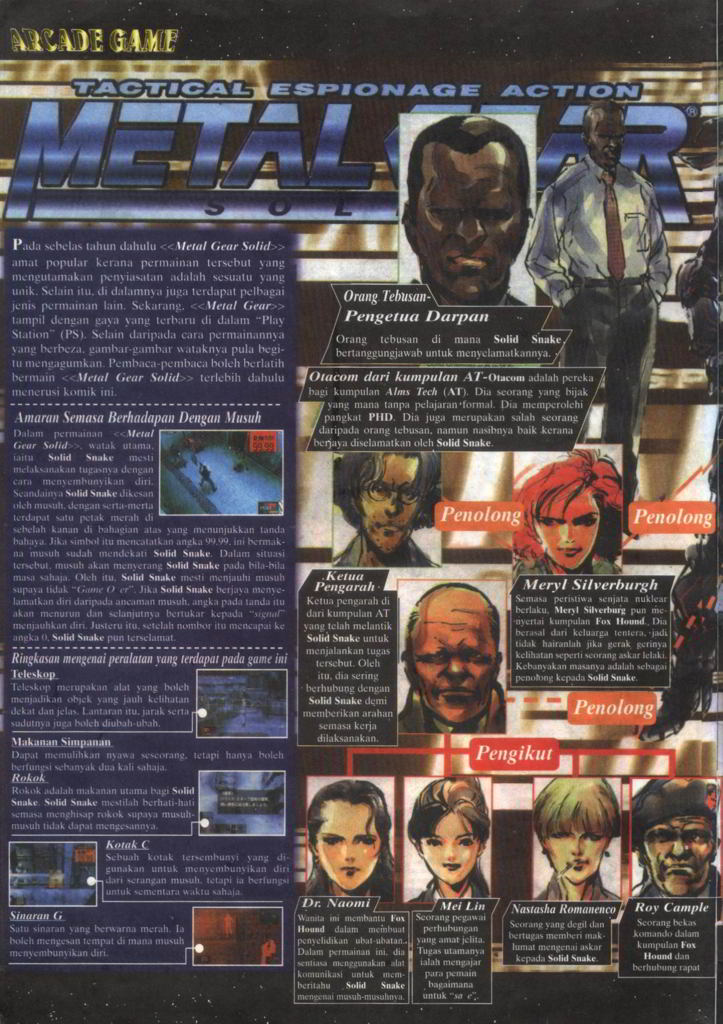 ARCADE GAME
TACTICAL ESPIONAGE ACTION
METAL GEAR®
SOL
Pada sebelas tahun dahulu <<Metal Gear Solid>>
amat popular kerana permainan tersebut yang
mengutamakan penyiasatan adalah sesuatu yang
unik. Selain itu, di dalamnya juga terdapat pelbagai
jenis permainan lain. Sekarang, <<Metal Gear>>
tampil dengan gaya yang terbaru di dalam "Play
Station" (PS). Selain daripada cara permainannya
yang berbeza, gambar-gambar wataknya pula begi-
tu mengagumkan. Pembaca-pembaca boleh berlatih
bermain <<Metal Gear Solid>> terlebih dahulu
menerusi komik ini.
Amaran Semasa Berhadapan Dengan Musuh
Dalam permainan <<Metal
Gear Solid>>, watak utama,
iaitu Solid Snake mesti
melaksanakan tugasnya dengan
cara menyembunyikan diri.
Seandainya Solid Snake dikesan
oleh musuh, dengan serta-merta
terdapat satu petak merah di
sebelah kanan di bahagian atas yang menunjukkan tanda
bahaya. Jika simbol itu mencatatkan angka 99.99, ini bermak-
na musuh sudah mendekati Solid Snake. Dalam situasi
tersebut, musuh akan menyerang Solid Snake pada bila-bila
masa sahaja. Oleh itu, Solid Snake mesti menjauhi musuh
supaya tidak "Game O er". Jika Solid Snake berjaya menye-
lamatkan diri daripada ancaman musuh, angka pada tanda itu
akan menurun dan selanjutnya bertukar kepada "signal"
menjauhkan diri. Justeru itu, setelah nombor itu mencapai ke
angka 0, Solid Snake pun terselamat.
Ringkasan mengenai peralatan yang terdapat pada game ini
Teleskop
Teleskop merupakan alat yang boleh
menjadikan objek yang jauh kelihatan
dekat dan jelas. Lantaran itu, jarak serta
sudutnya juga boleh diubah-ubah.
Makanan Simpanan
Dapat memulihkan nyawa seseorang, tetapi hanya boleh
berfungsi sebanyak dua kali sahaja.
Rokok
Rokok adalah makanan utama bagi Solid
Snake. Solid Snake mestilah berhati-hati
semasa menghisap rokok supaya musuh-
musuh tidak dapat mengesannya.
Kotak C
Sebuah kotak tersembunyi yang di-
gunakan untuk menyembunyikan diri
dari serangan musuh, tetapi ia berfungsi
untuk sementara waktu sahaja.
Sinaran G
Satu sinaran yang berwarna merah. Ia
boleh mengesan tempat di mana musuh
menyembunyikan diri.
Orang Tebusan-
Pengetua Darpan
Orang tebusan di mana Solid Snake
bertanggungjawab untuk menyelamatkannya.
Otacom dari kumpulan AT-Otacom adalah pereka
bagi kumpulan Alms Tech (AT). Dia seorang yang bijak
yang mana tanpa pelajaran formal. Dia memperolehi
pangkat PHD. Dia juga merupakan salah seorang
daripada orang tebusan, namun nasibnya baik kerana
berjaya diselamatkan oleh Solid Snake.
Penolong
Penolong
Ketua
Pengarah-
Ketua pengarah di
dari kumpulan AT
yang telah melantik
Solid Snake untuk
menjalankan tugas
tersebut. Oleh
itu, dia sering
berhubung dengan
Solid Snake demi
memberikan arahan
semasa kerja
dilaksanakan.
Meryl Silverburgh
Semasa peristiwa senjata nuklear
berlaku, Meryl Silverburg pun me-
nyertai kumpulan Fox Hound. Dia
berasal dari keluarga tentera, jadi
tidak hairanlah jika gerak gerinya
kelihatan seperti seorang askar lelaki.
Kebanyakan masanya adalah sebagai
penolong kepada Solid Snake.
Penolong
Pengikut
Dr. Naomi
Wanita ini membantu Fox
Hound dalam membuat
penyelidikan ubat-ubatan.
Dalam permainan ini, dia
sentiasa menggunakan alat
komunikasi untuk mem-
beritahu Solid Snake
mengenai musuh-musuhnya.
Mei Lin
Seorang pegawai
perhubungan
yang amat jelita.
Tugas utamanya
ialah mengajar
para pemain
bagaimana
untuk "sa e".
Nastasha Romanenco
Seorang yang degil dan
bertugas memberi mak-
lumat mengenai askar
kepada Solid Snake.
Roy Cample
Seorang bekas
komando dalam
kumpulan Fox
Hound dan
berhubung rapat